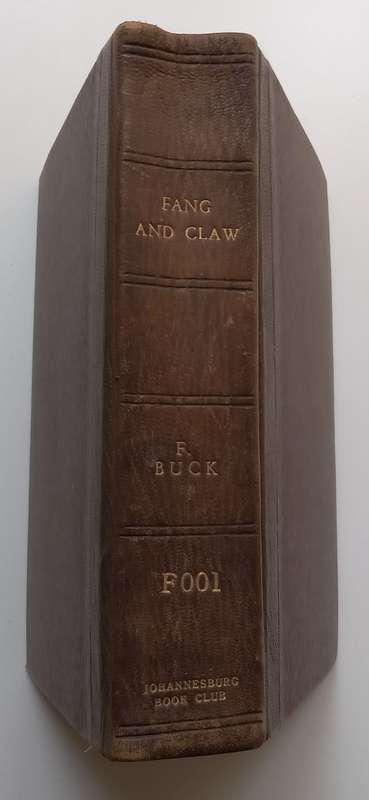 FANG
AND CLAW
F.
BUCK
F001
JOHANNESBURG
BOOK CLUB